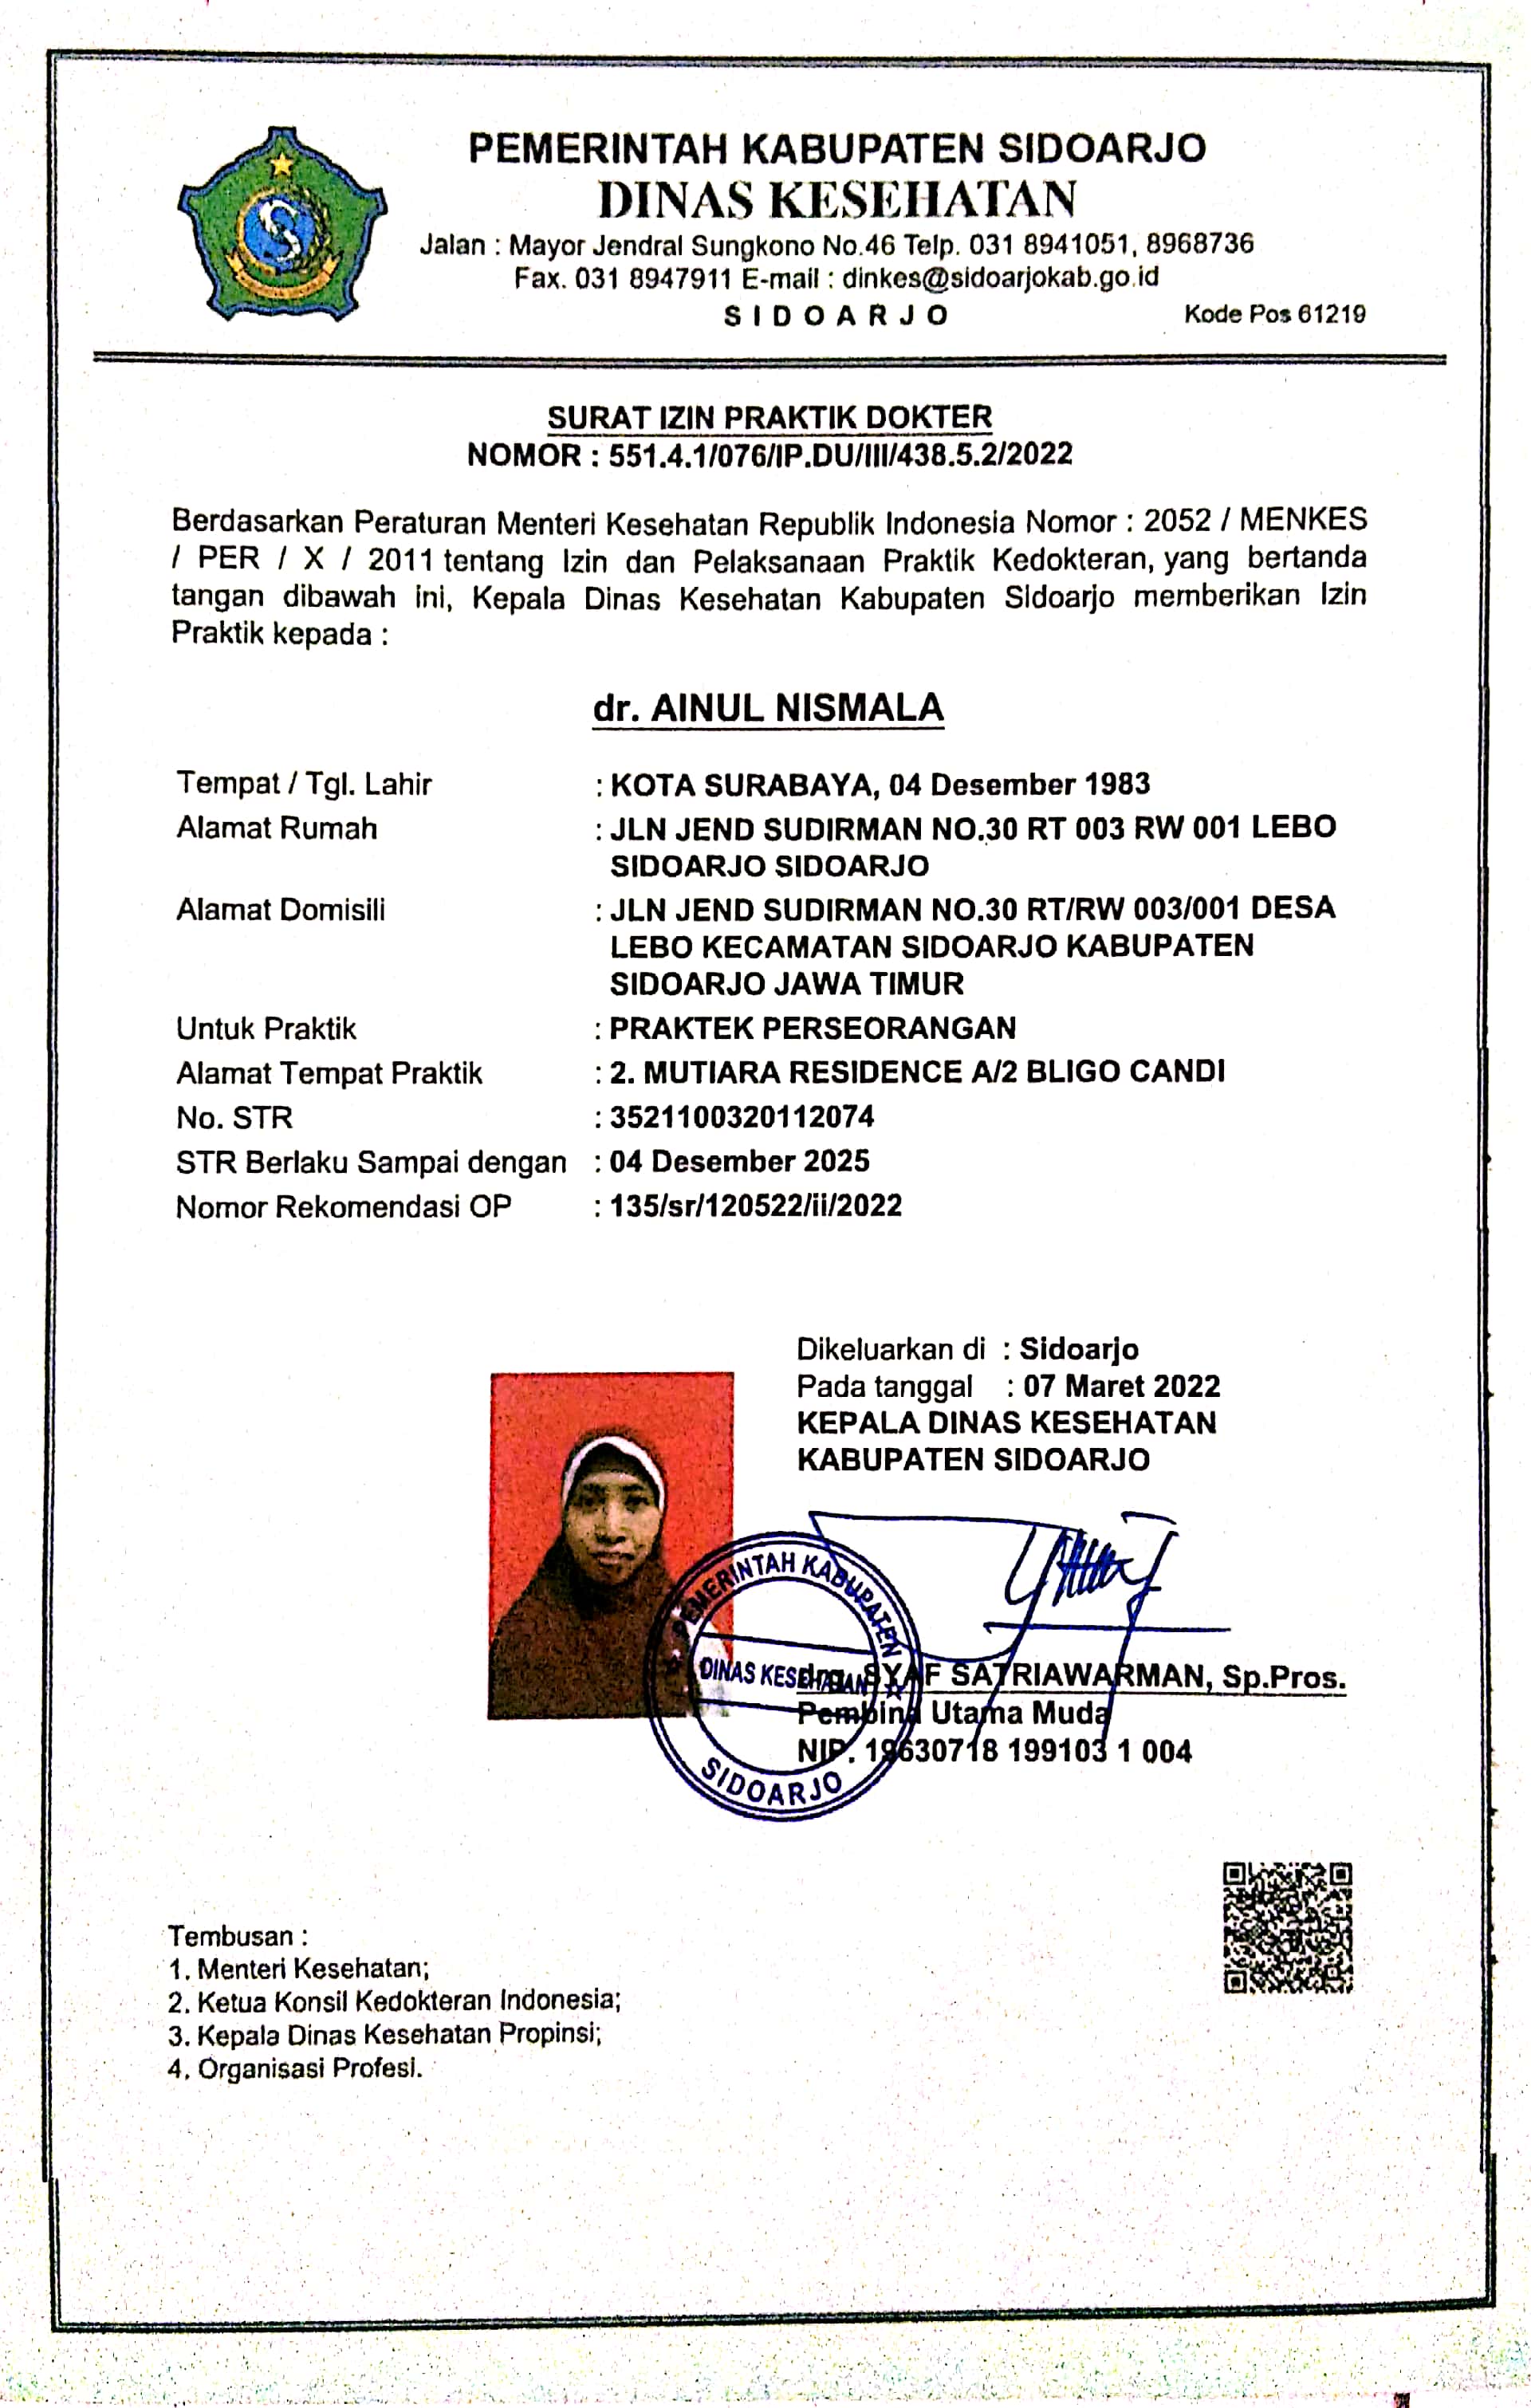 PEMERINTAH KABUPATEN SIDOARJO
DINAS KESEHATAN
Jalan : Mayor Jendral Sungkono No.46 Telp. 031 8941051, 8968736
Fax. 031 8947911 E-mail : dinkes@sidoarjokab.go.id
S I D O A R J O Kode Pos 61219
SURAT IZIN PRAKTIK DOKTER
NOMOR : 551.4.1/076/IP.DU/III/438.5.2/2022
Berdasarkan Peraturan Menteri Kesehatan Republik Indonesia Nomor : 2052 / MENKES
/ PER / X / 2011 tentang Izin dan Pelaksanaan Praktik Kedokteran, yang bertanda
tangan dibawah ini, Kepala Dinas Kesehatan Kabupaten Sidoarjo memberikan Izin
Praktik kepada :
dr. AINUL NISMALA
Tempat / Tgl. Lahir : KOTA SURABAYA, 04 Desember 1983
Alamat Rumah : JLN JEND SUDIRMAN NO.30 RT 003 RW 001 LEBO
SIDOARJO SIDOARJO
Alamat Domisili : JLN JEND SUDIRMAN NO.30 RT/RW 003/001 DESA
LEBO KECAMATAN SIDOARJO KABUPATEN
SIDOARJO JAWA TIMUR
Untuk Praktik : PRAKTEK PERSEORANGAN
Alamat Tempat Praktik : 2. MUTIARA RESIDENCE A/2 BLIGO CANDI
No. STR : 3521100320112074
STR Berlaku Sampai dengan : 04 Desember 2025
Nomor Rekomendasi OP : 135/sr/120522/ii/2022
Dikeluarkan di : Sidoarjo
Pada tanggal : 07 Maret 2022
KEPALA DINAS KESEHATAN
KABUPATEN SIDOARJO
PEMERINTAH KABUPATEN
DINAS KESEHATAN
SIDOARJO
drg. SYAF SATRIAWARMAN, Sp.Pros.
Pembina Utama Muda
NIP. 19630718 199103 1 004
Tembusan :
1. Menteri Kesehatan;
2. Ketua Konsil Kedokteran Indonesia;
3. Kepala Dinas Kesehatan Propinsi;
4. Organisasi Profesi.